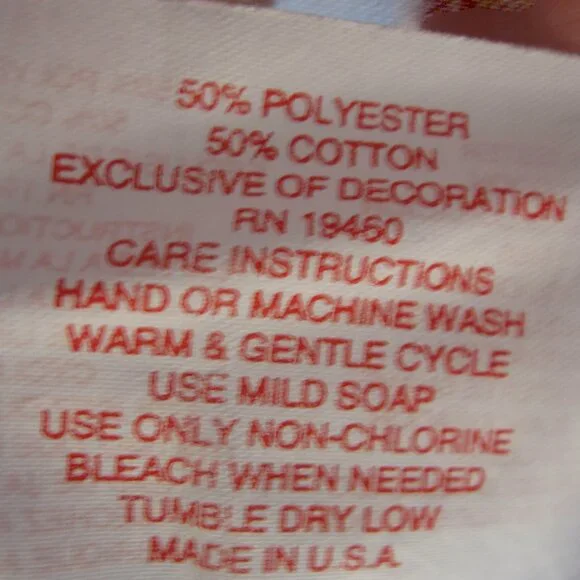 50% POLYESTER
50% COTTON
EXCLUSIVE OF DECORATION
RN 19460
CARE INSTRUCTIONS
HAND OR MACHINE WASH
WARM & GENTLE CYCLE
USE MILD SOAP
USE ONLY NON-CHLORINE
BLEACH WHEN NEEDED
TUMBLE DRY LOW
MADE IN U.S.A